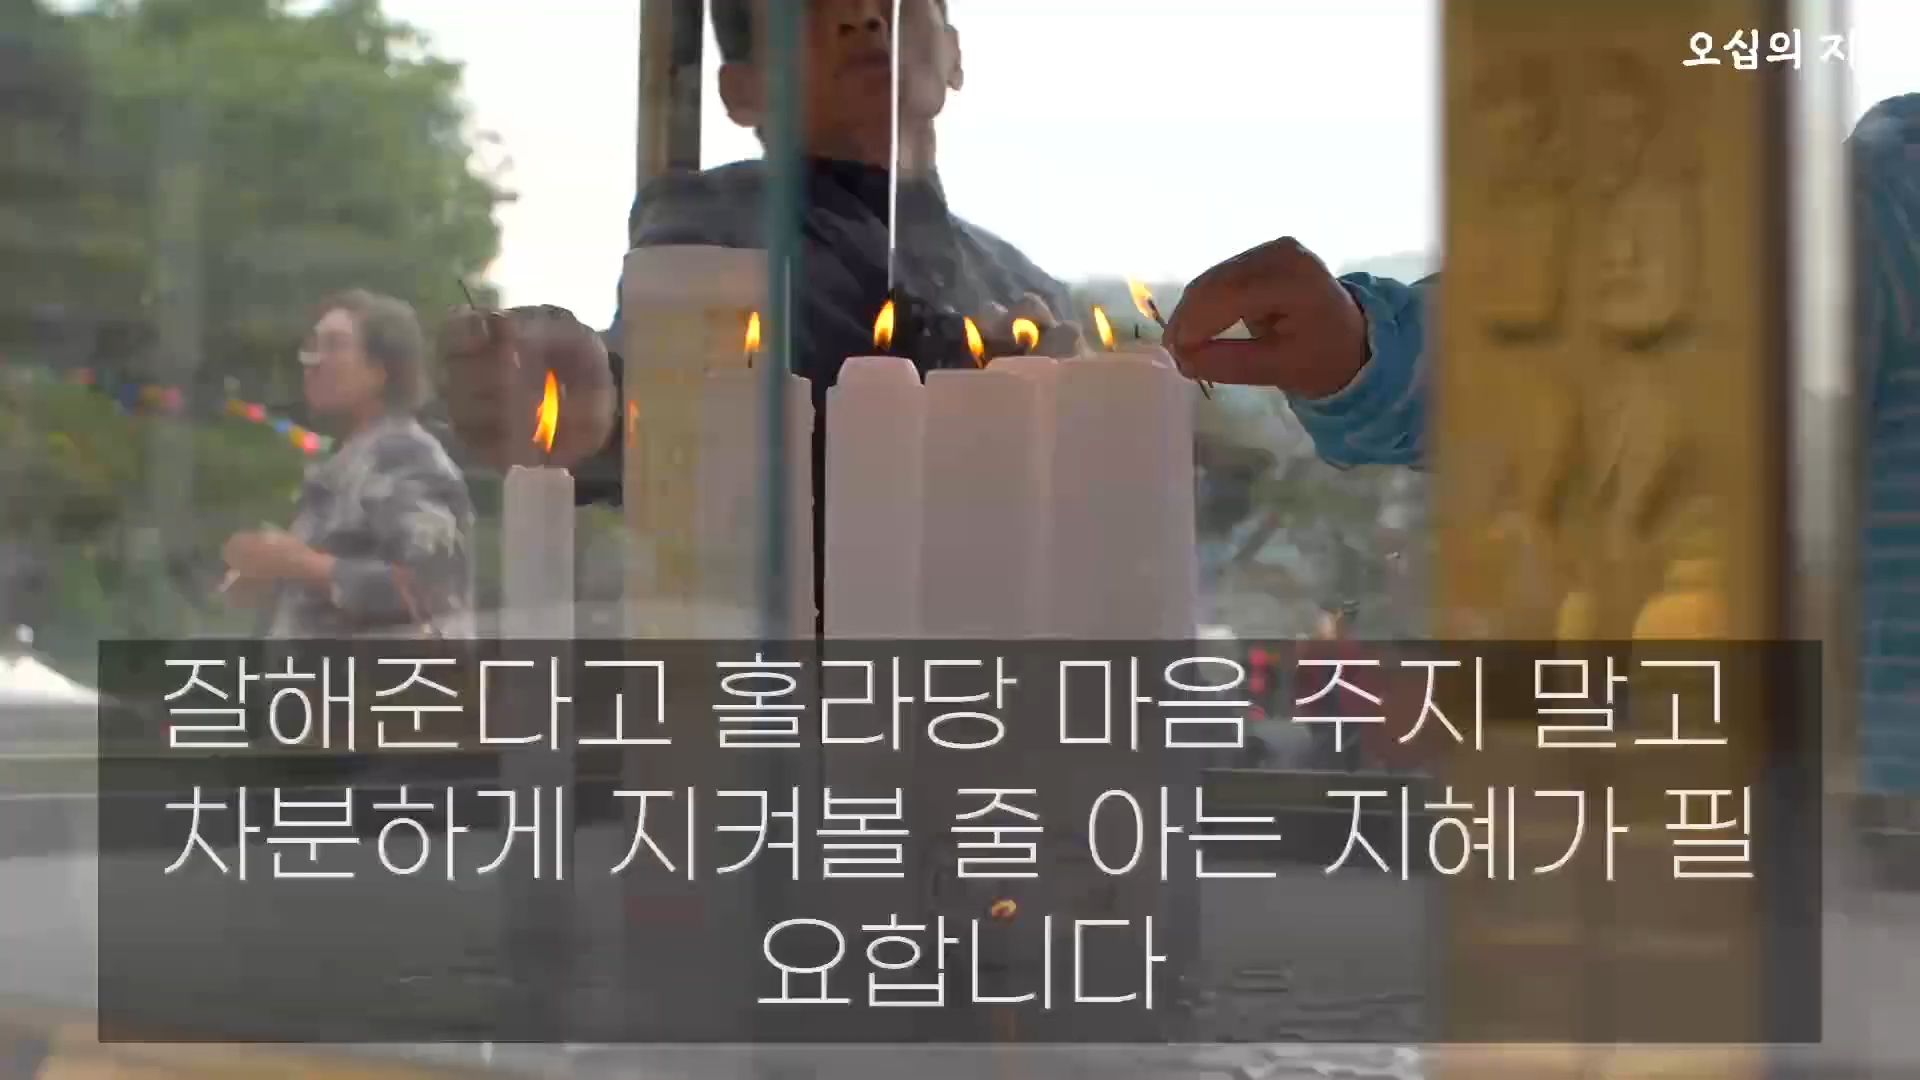 오십의 지
잘해준다고 홀라당 마음 주지 말고
차분하게 지켜볼 줄 아는 지혜가 필
요합니다